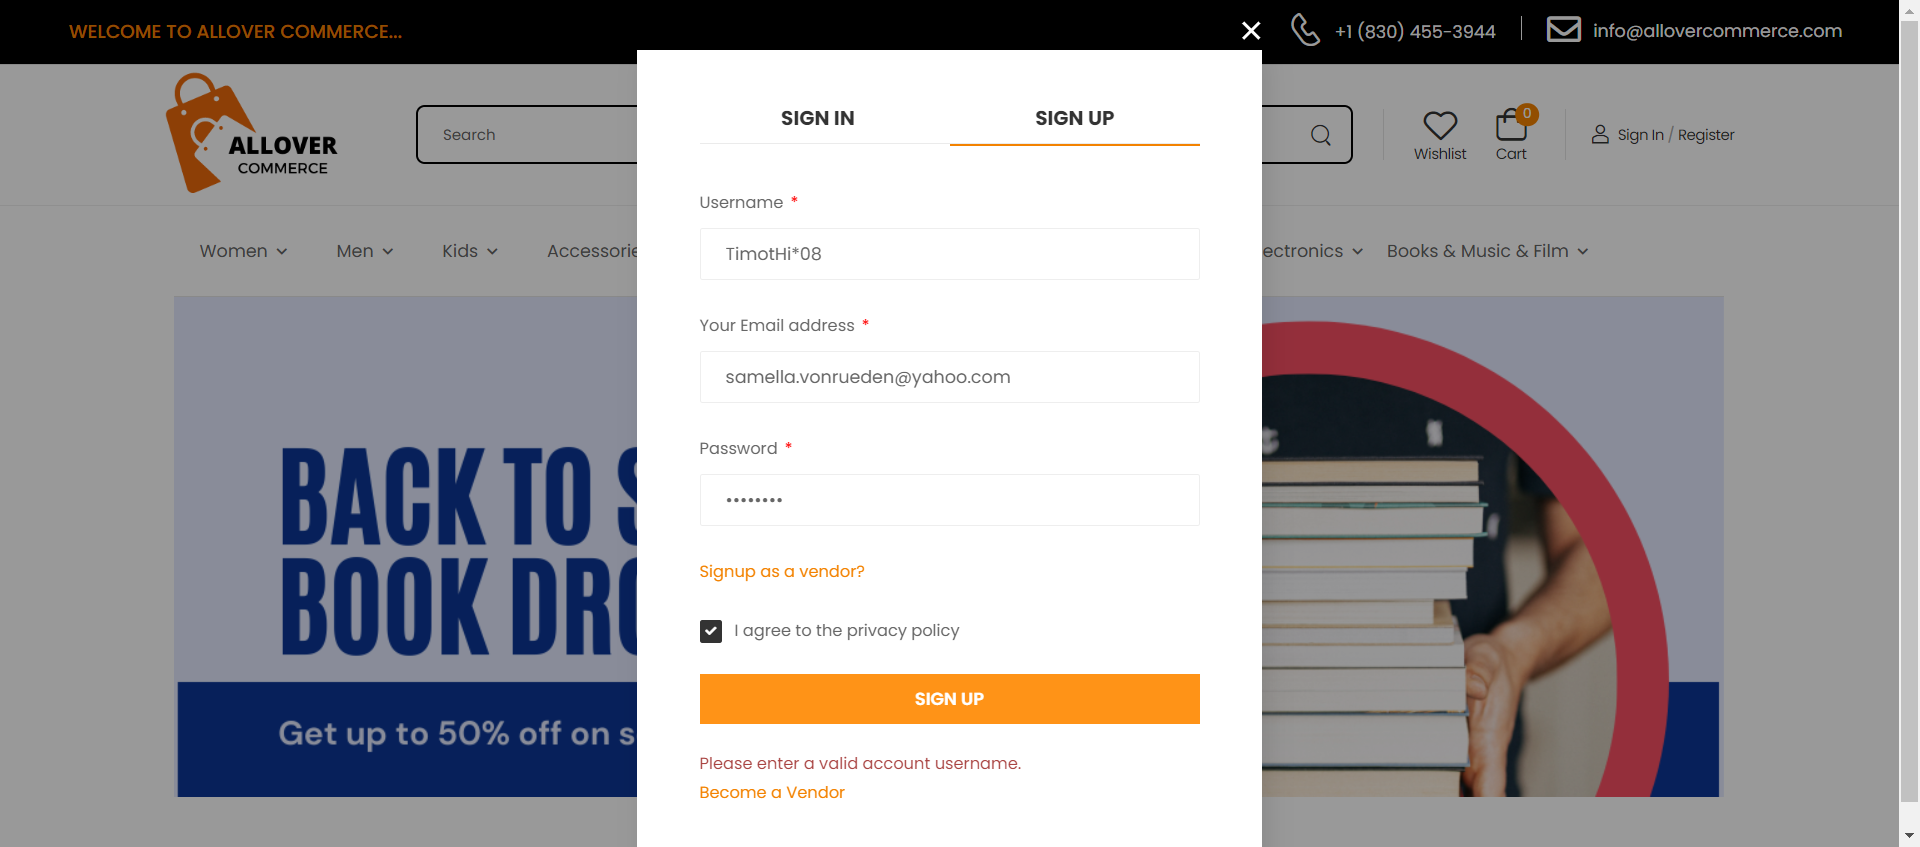 WELCOME TO ALLOVER COMMERCE...
+1 (830) 455-3944
info@allovercommerce.com
ALLOVER
COMMERCE
Search
0
Wishlist
Cart
Sign In / Register
Women
Men
Kids
Accessorie
ectronics
Books & Music & Film
SIGN IN
SIGN UP
Username *
TimotHi*08
Your Email address *
samella.vonrueden@yahoo.com
Password *
••••••••
Signup as a vendor?
I agree to the privacy policy
SIGN UP
Please enter a valid account username.
Become a Vendor
BACK TO S
BOOK DRO
Get up to 50% off on s